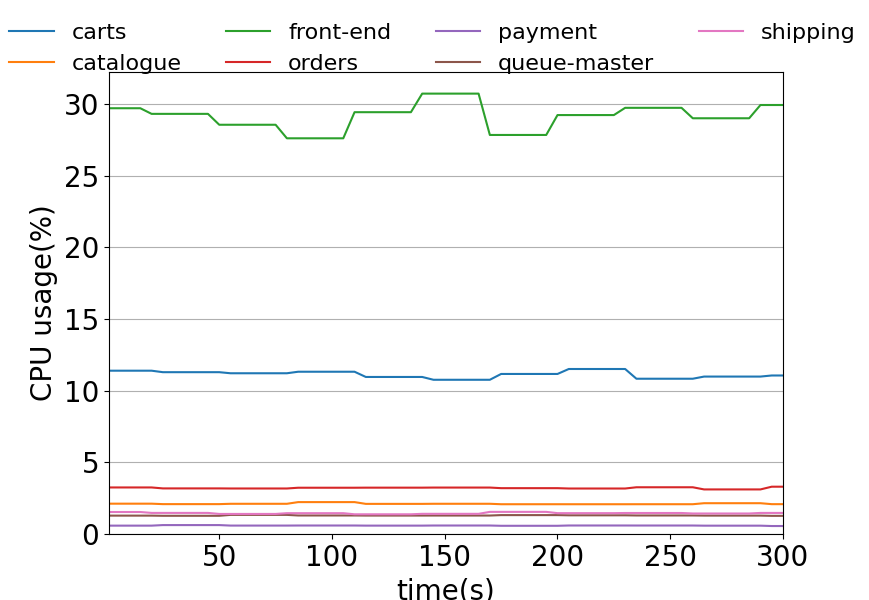 carts front-end payment shipping
catalogue orders queue-master
30
25
20
15
10
5
0
CPU usage(%)
50 100 150 200 250 300
time(s)